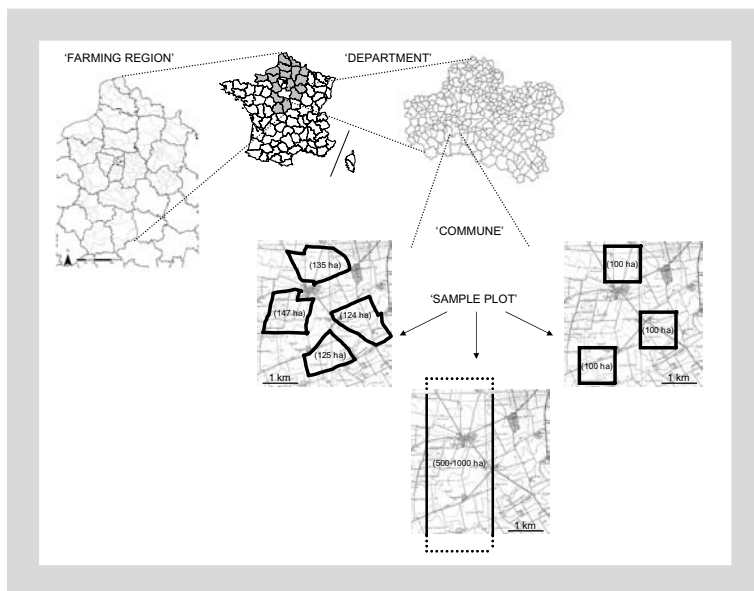 ‘FARMING REGION’
‘DEPARTMENT’
‘COMMUNE’
‘SAMPLE PLOT’
(135 ha)
(147 ha)
(124 ha)
(125 ha)
1 km
(100 ha)
(100 ha)
(100 ha)
1 km
(500-1000 ha)
1 km